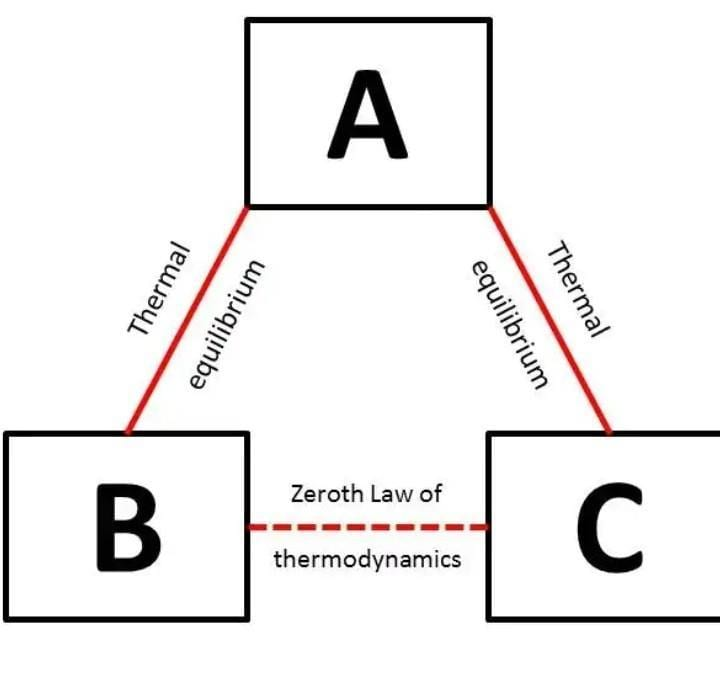 A
Thermal
equilibrium
Thermal
equilibrium
B
Zeroth Law of
thermodynamics
C